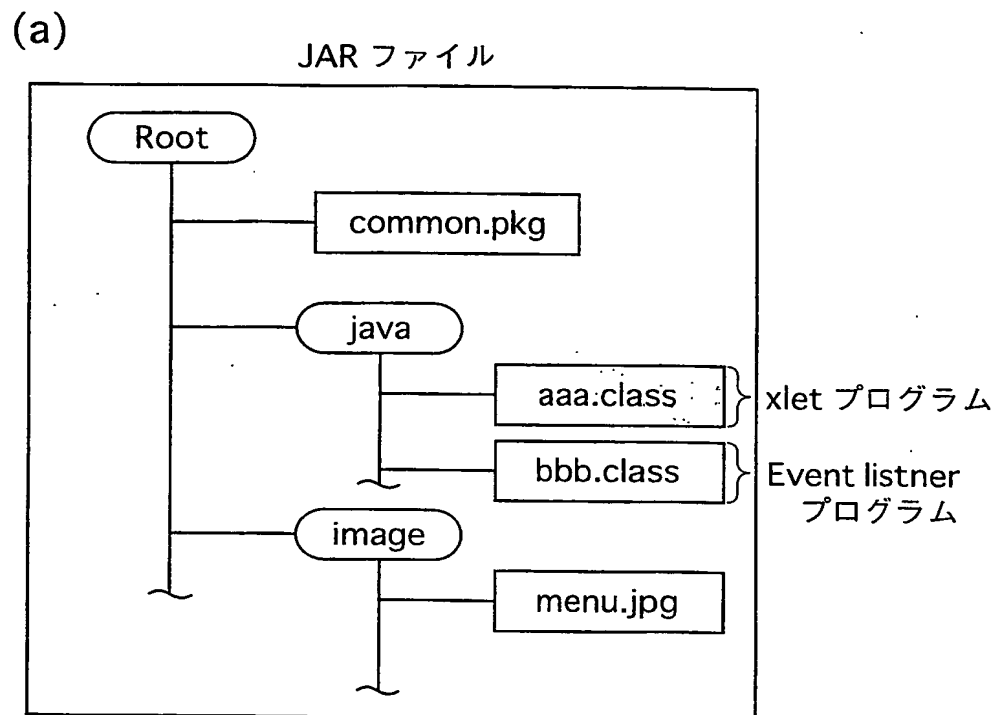 (a)
JAR ファイル
Root
common.pkg
java
aaa.class
xlet プログラム
bbb.class
Event listner
プログラム
image
menu.jpg